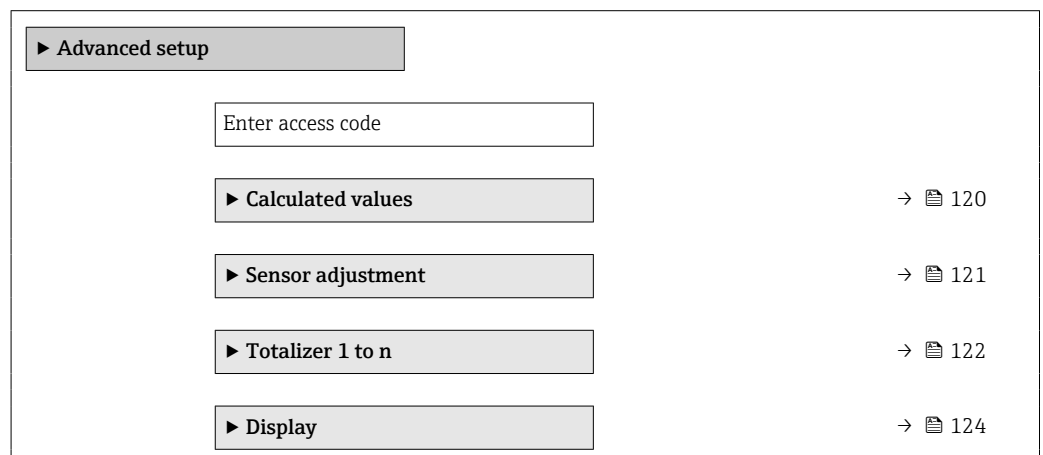 ▶ Advanced setup
Enter access code
▶ Calculated values → 120
▶ Sensor adjustment → 121
▶ Totalizer 1 to n → 122
▶ Display → 124